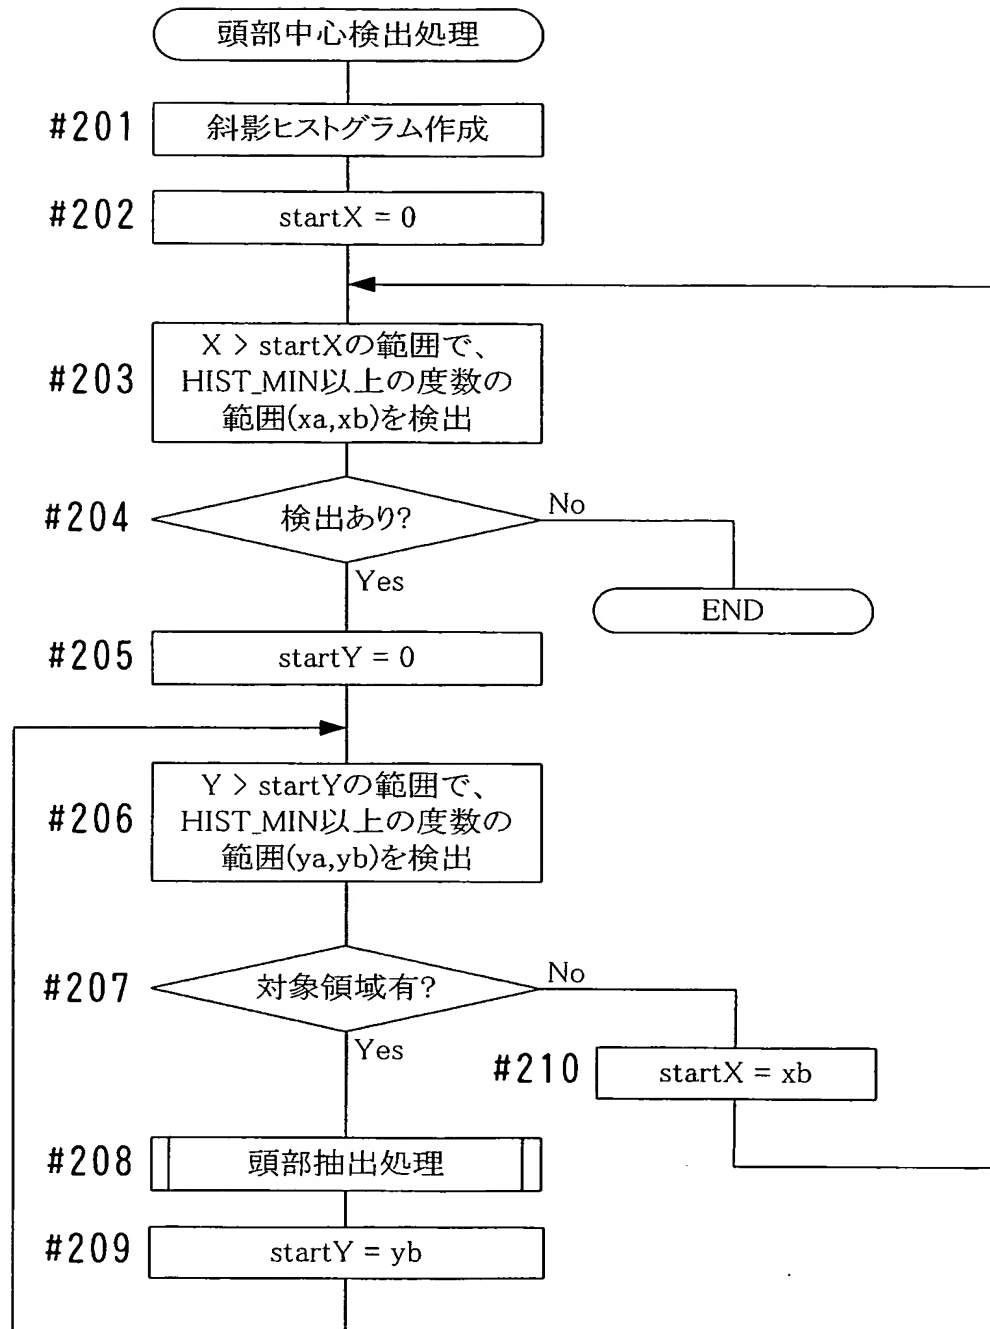 頭部中心検出処理
#201
斜影ヒストグラム作成
#202
startX = 0
#203
X > startXの範囲で、
HIST_MIN以上の度数の
範囲(xa,xb)を検出
#204
検出あり?
No
Yes
END
#205
startY = 0
#206
Y > startYの範囲で、
HIST_MIN以上の度数の
範囲(ya,yb)を検出
#207
対象領域有?
No
Yes
#210
startX = xb
#208
頭部抽出処理
#209
startY = yb